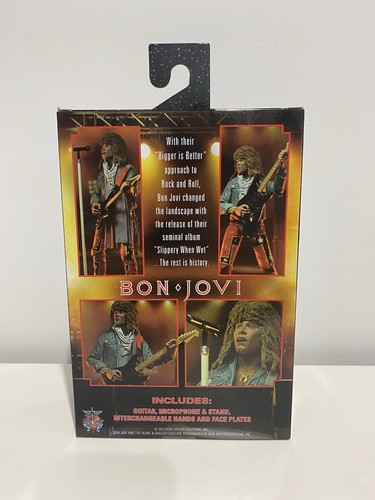 With their
"Bigger is Better"
approach to
Rock and Roll,
Bon Jovi changed
the landscape with
the release of their
seminal album
"Slippery When Wet"
The rest is history.
BON JOVI
INCLUDES:
GUITAR, MICROPHONE & STAND,
INTERCHANGEABLE HANDS AND FACE PLATES